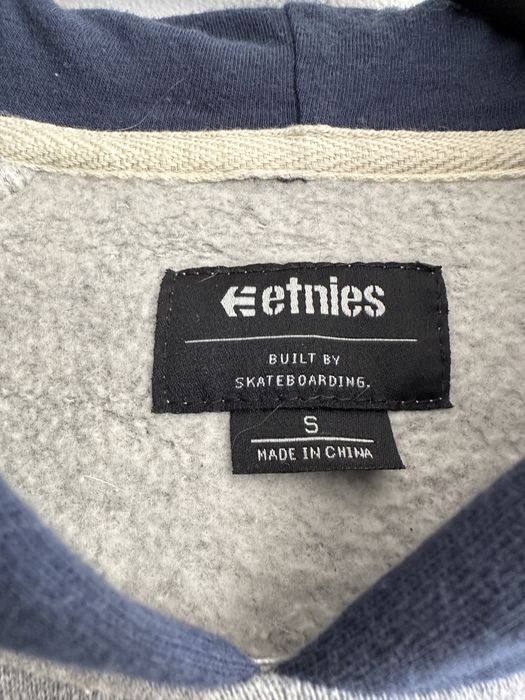 etnies
BUILT BY
SKATEBOARDING.
S
MADE IN CHINA